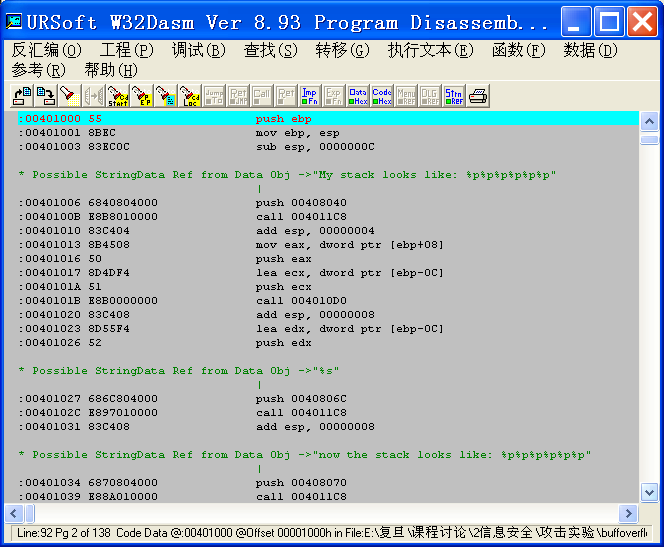 URSoft W32Dasm Ver 8.93 Program Disassemb...
反汇编(O) 工程(P) 调试(B) 查找(S) 转移(G) 执行文本(E) 函数(F) 数据(D)
参考(R) 帮助(H)
Cd Start Cd EP Cd Cd Loc Jump To Ret JMP Call Ret Imp Fn Exp Fn Data Hex Code Hex Menu Ref DLG Ref Strn Ref
:00401000 55 push ebp
:00401001 8BEC mov ebp, esp
:00401003 83EC0C sub esp, 0000000C
* Possible StringData Ref from Data Obj ->"My stack looks like: %p%p%p%p%p%p"
|
:00401006 6840804000 push 00408040
:0040100B E8B8010000 call 004011C8
:00401010 83C404 add esp, 00000004
:00401013 8B4508 mov eax, dword ptr [ebp+08]
:00401016 50 push eax
:00401017 8D4DF4 lea ecx, dword ptr [ebp-0C]
:0040101A 51 push ecx
:0040101B E8B0000000 call 004010D0
:00401020 83C408 add esp, 00000008
:00401023 8D55F4 lea edx, dword ptr [ebp-0C]
:00401026 52 push edx
* Possible StringData Ref from Data Obj ->"%s"
|
:00401027 686C804000 push 0040806C
:0040102C E897010000 call 004011C8
:00401031 83C408 add esp, 00000008
* Possible StringData Ref from Data Obj ->"now the stack looks like: %p%p%p%p%p%p"
|
:00401034 6870804000 push 00408070
:00401039 E88A010000 call 004011C8
Line:92 Pg 2 of 138 Code Data @:00401000 @Offset 00001000h in File:E:\复旦\课程讨论\2信息安全\攻击实验\buffoverfl